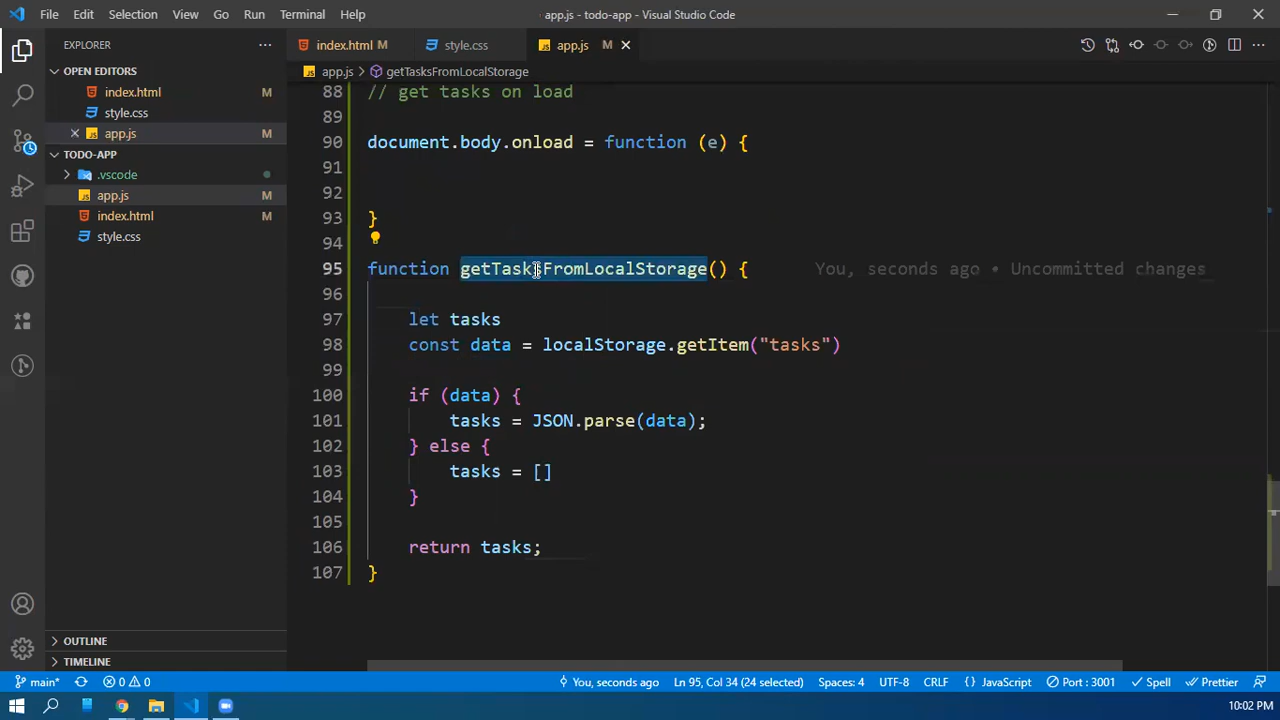 File Edit Selection View Go Run Terminal Help
app.js - todo-app - Visual Studio Code
EXPLORER
index.html M
style.css
app.js M
OPEN EDITORS
app.js > getTasksFromLocalStorage
index.html M
style.css
app.js M
TODO-APP
.vscode
app.js M
index.html M
style.css
88 // get tasks on load
89
90 document.body.onload = function (e) {
91
92
93 }
94
95 function getTasksFromLocalStorage() { You, seconds ago • Uncommitted changes
96
97 let tasks
98 const data = localStorage.getItem("tasks")
99
100 if (data) {
101 tasks = JSON.parse(data);
102 } else {
103 tasks = []
104 }
105
106 return tasks;
107 }
OUTLINE
TIMELINE
main* 0 0 You, seconds ago Ln 95, Col 34 (24 selected) Spaces: 4 UTF-8 CRLF {} JavaScript Port : 3001 Spell Prettier
10:02 PM